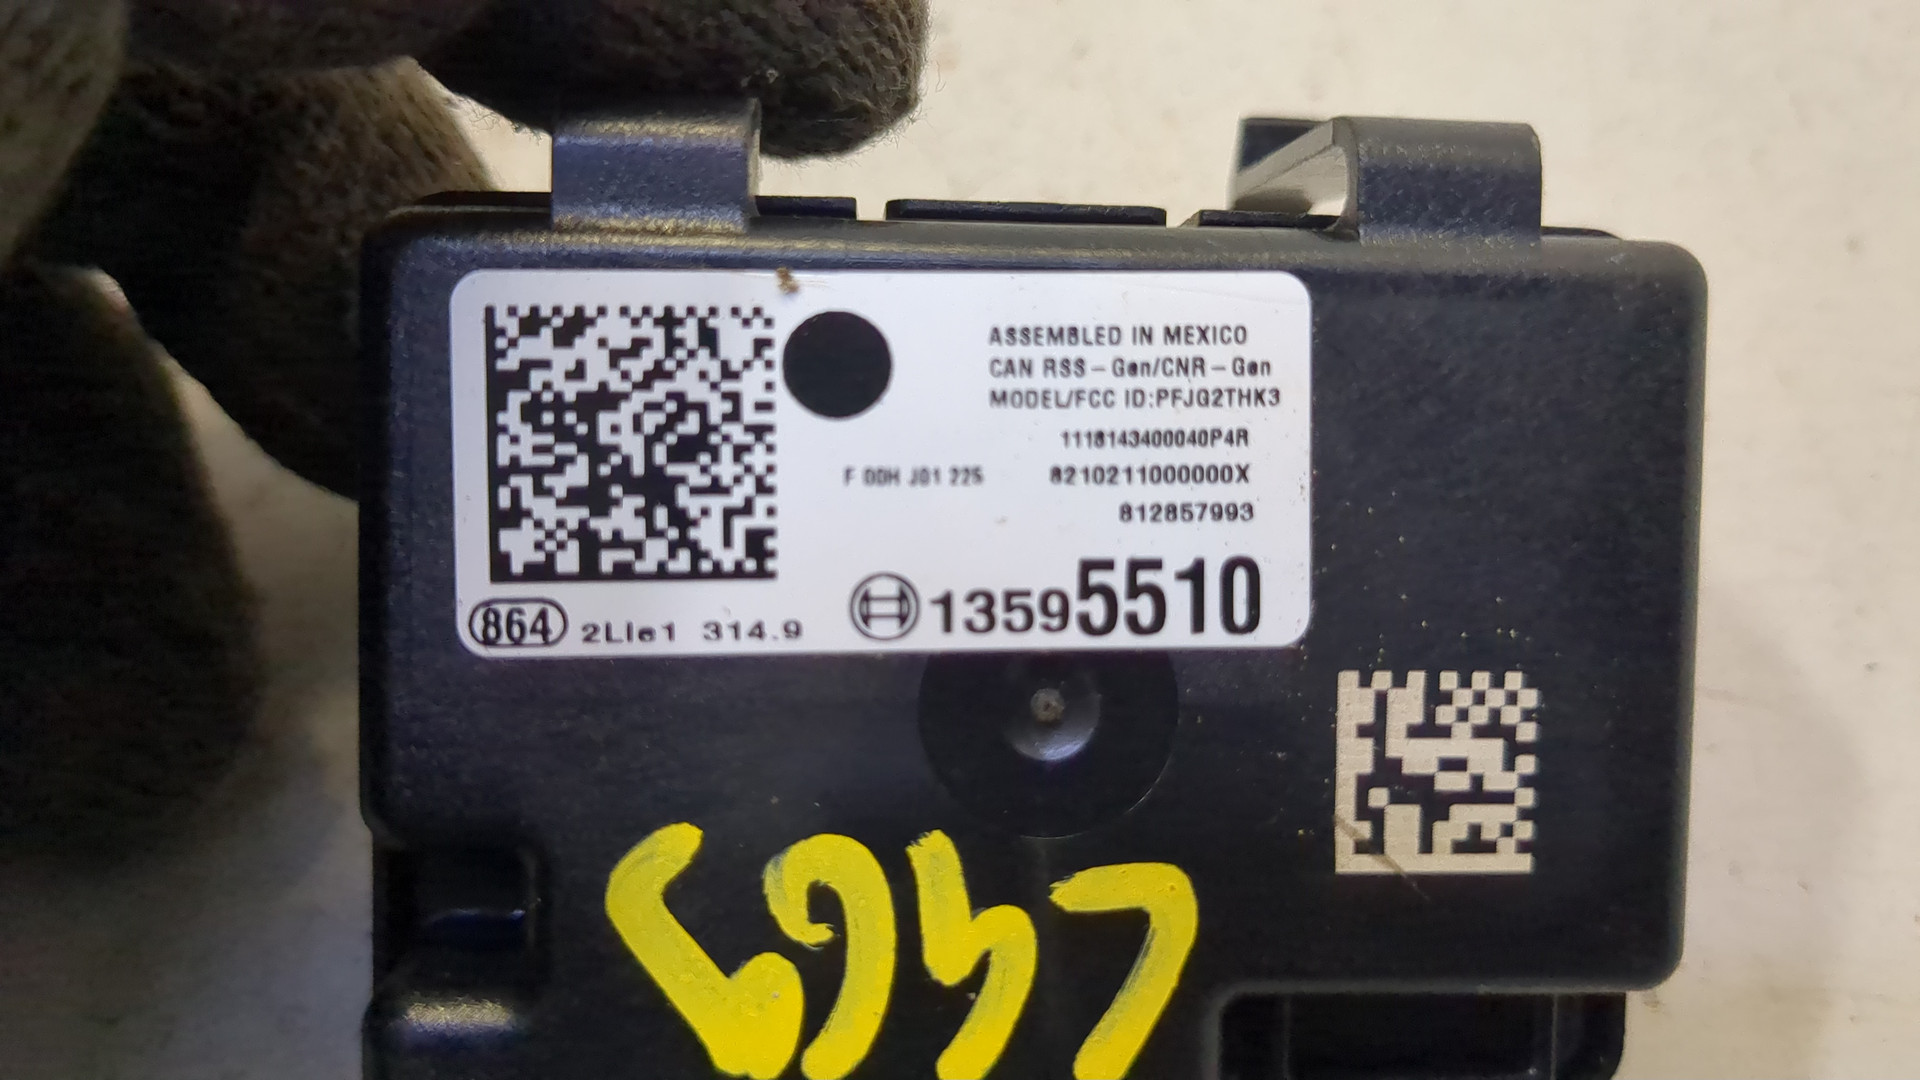 ASSEMBLED IN MEXICO
CAN RSS-Gen/CNR-Gen
MODEL/FCC ID:PFJG2THK3
1118143400040P4R
F 00H J01 225 8210211000000X
812857993
864 2LIe1 314.9 13595510